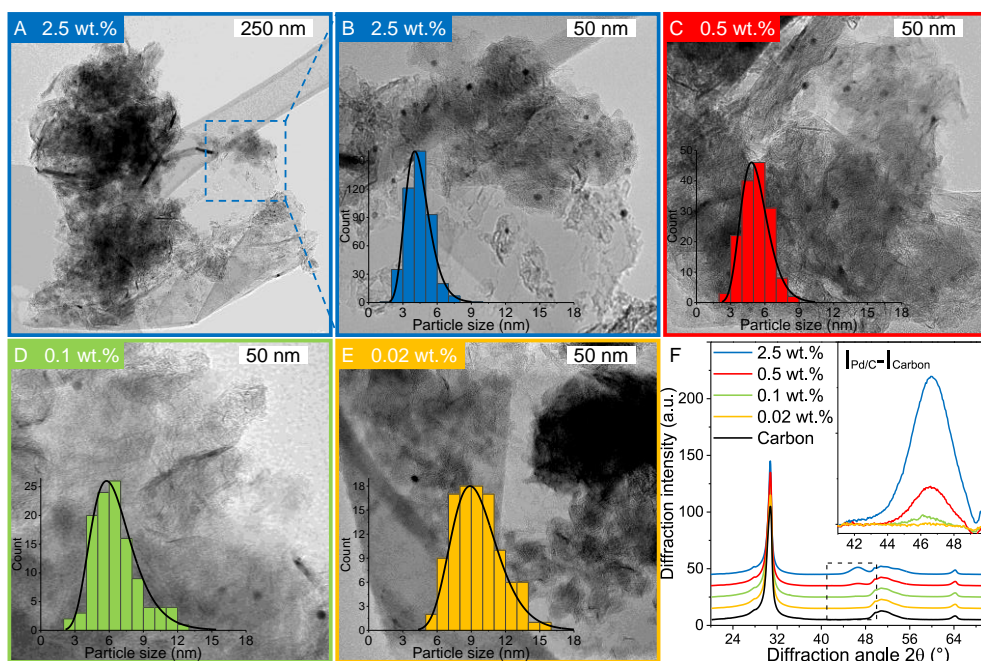 A 2.5 wt.% 250 nm
B 2.5 wt.% 50 nm
Count
150
120
90
60
30
0
0 3 6 9 12 15 18
Particle size (nm)
C 0.5 wt.% 50 nm
Count
50
40
30
20
10
0
0 3 6 9 12 15 18
Particle size (nm)
D 0.1 wt.% 50 nm
Count
25
20
15
10
5
0
0 3 6 9 12 15 18
Particle size (nm)
E 0.02 wt.% 50 nm
Count
18
15
12
9
6
3
0
0 3 6 9 12 15 18
Particle size (nm)
F
2.5 wt.%
0.5 wt.%
0.1 wt.%
0.02 wt.%
Carbon
IPd/C-ICarbon
42 44 46 48
Diffraction intensity (a.u.)
200
150
100
50
0
24 32 40 48 56 64
Diffraction angle 2θ (°)